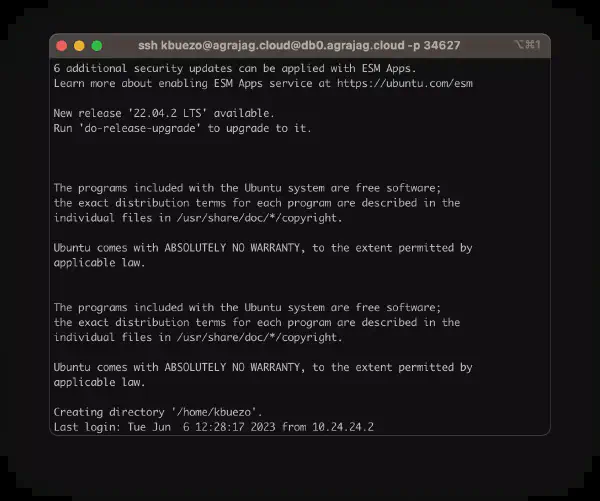 ssh kbuezo@agrajag.cloud@db0.agrajag.cloud -p 34627
⌥⌘1
6 additional security updates can be applied with ESM Apps.
Learn more about enabling ESM Apps service at https://ubuntu.com/esm
New release '22.04.2 LTS' available.
Run 'do-release-upgrade' to upgrade to it.
The programs included with the Ubuntu system are free software;
the exact distribution terms for each program are described in the
individual files in /usr/share/doc/*/copyright.
Ubuntu comes with ABSOLUTELY NO WARRANTY, to the extent permitted by
applicable law.
The programs included with the Ubuntu system are free software;
the exact distribution terms for each program are described in the
individual files in /usr/share/doc/*/copyright.
Ubuntu comes with ABSOLUTELY NO WARRANTY, to the extent permitted by
applicable law.
Creating directory '/home/kbuezo'.
Last login: Tue Jun  6 12:28:17 2023 from 10.24.24.2